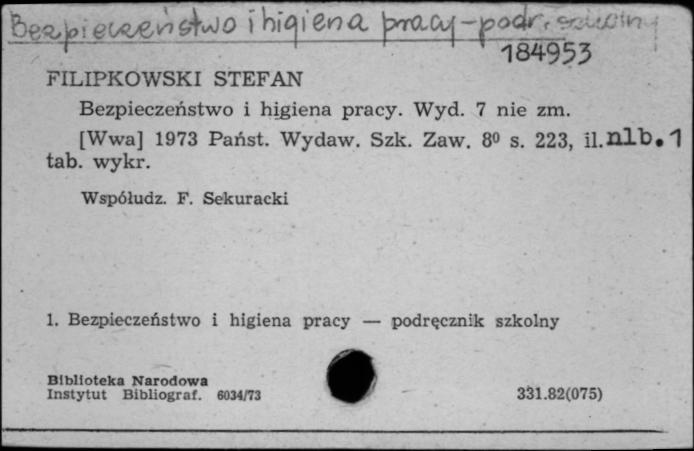 Bezpieczeństwo i higiena pracy - podr. szkolny
184953
FILIPKOWSKI STEFAN
Bezpieczeństwo i higiena pracy. Wyd. 7 nie zm.
[Wwa] 1973 Państ. Wydaw. Szk. Zaw. 8⁰ s. 223, il. nlb. 1
tab. wykr.
Współudz. F. Sekuracki
1. Bezpieczeństwo i higiena pracy — podręcznik szkolny
Biblioteka Narodowa
Instytut Bibliograf. 6034/73
331.82(075)